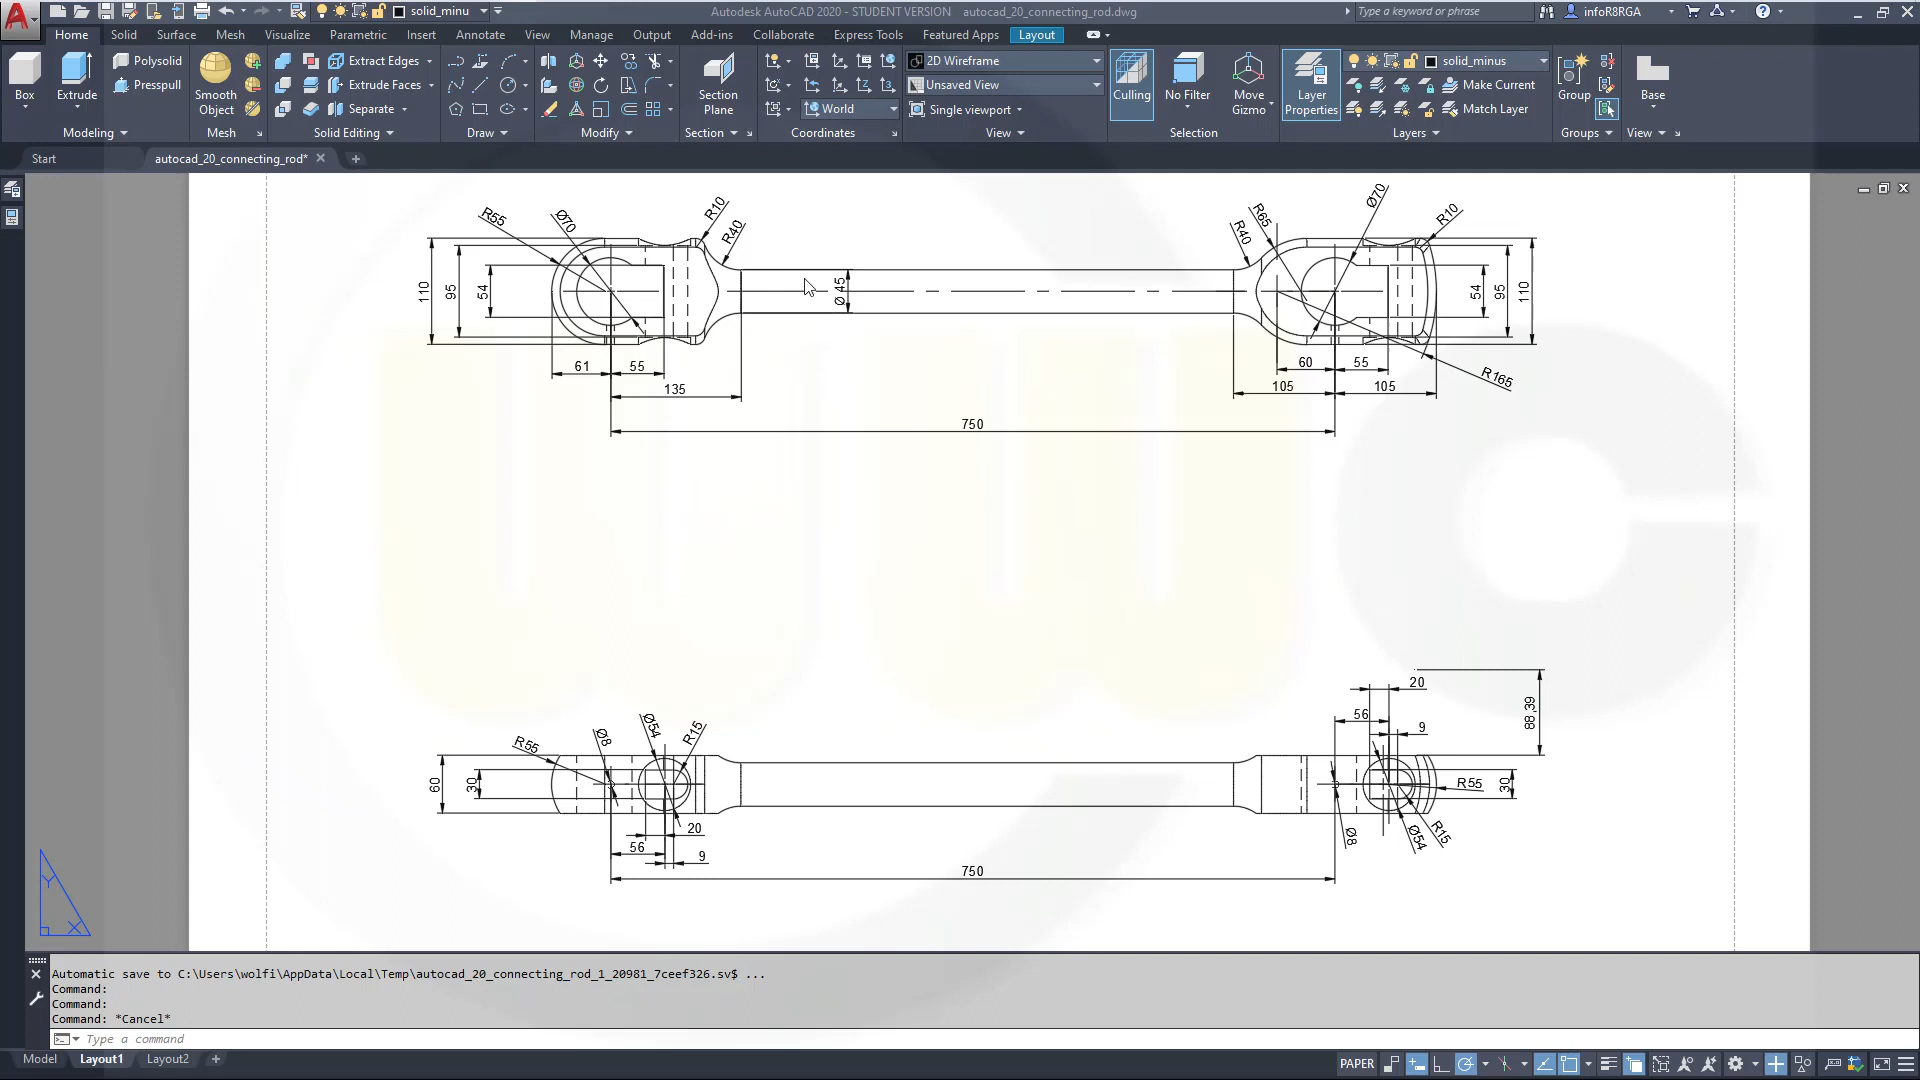 solid_minu
Autodesk AutoCAD 2020 - STUDENT VERSION autocad_20_connecting_rod.dwg
Type a keyword or phrase
infoR8RGA
Home Solid Surface Mesh Visualize Parametric Insert Annotate View Manage Output Add-ins Collaborate Express Tools Featured Apps Layout
Box
Extrude
Polysolid
Presspull
Modeling
Smooth
Object
Mesh
Extract Edges
Extrude Faces
Separate
Solid Editing
Draw
Modify
Section
Plane
Section
World
Coordinates
2D Wireframe
Unsaved View
Single viewport
View
Culling
No Filter
Move
Gizmo
Selection
Layer
Properties
solid_minus
Make Current
Match Layer
Layers
Group
Groups
Base
View
Start
autocad_20_connecting_rod*
R55
Ø70
R10
R40
110
95
54
61
55
135
Ø 45
750
R65
R40
Ø70
R10
54
95
110
60
55
105
105
R165
20
56
9
88,39
R55
Ø8
Ø54
R15
60
30
20
56
9
750
R55
30
Ø8
Ø54
R15
Y
X
Automatic save to C:\Users\wolfi\AppData\Local\Temp\autocad_20_connecting_rod_1_20981_7ceef326.sv$ ...
Command:
Command:
Command: *Cancel*
Type a command
Model Layout1 Layout2
PAPER